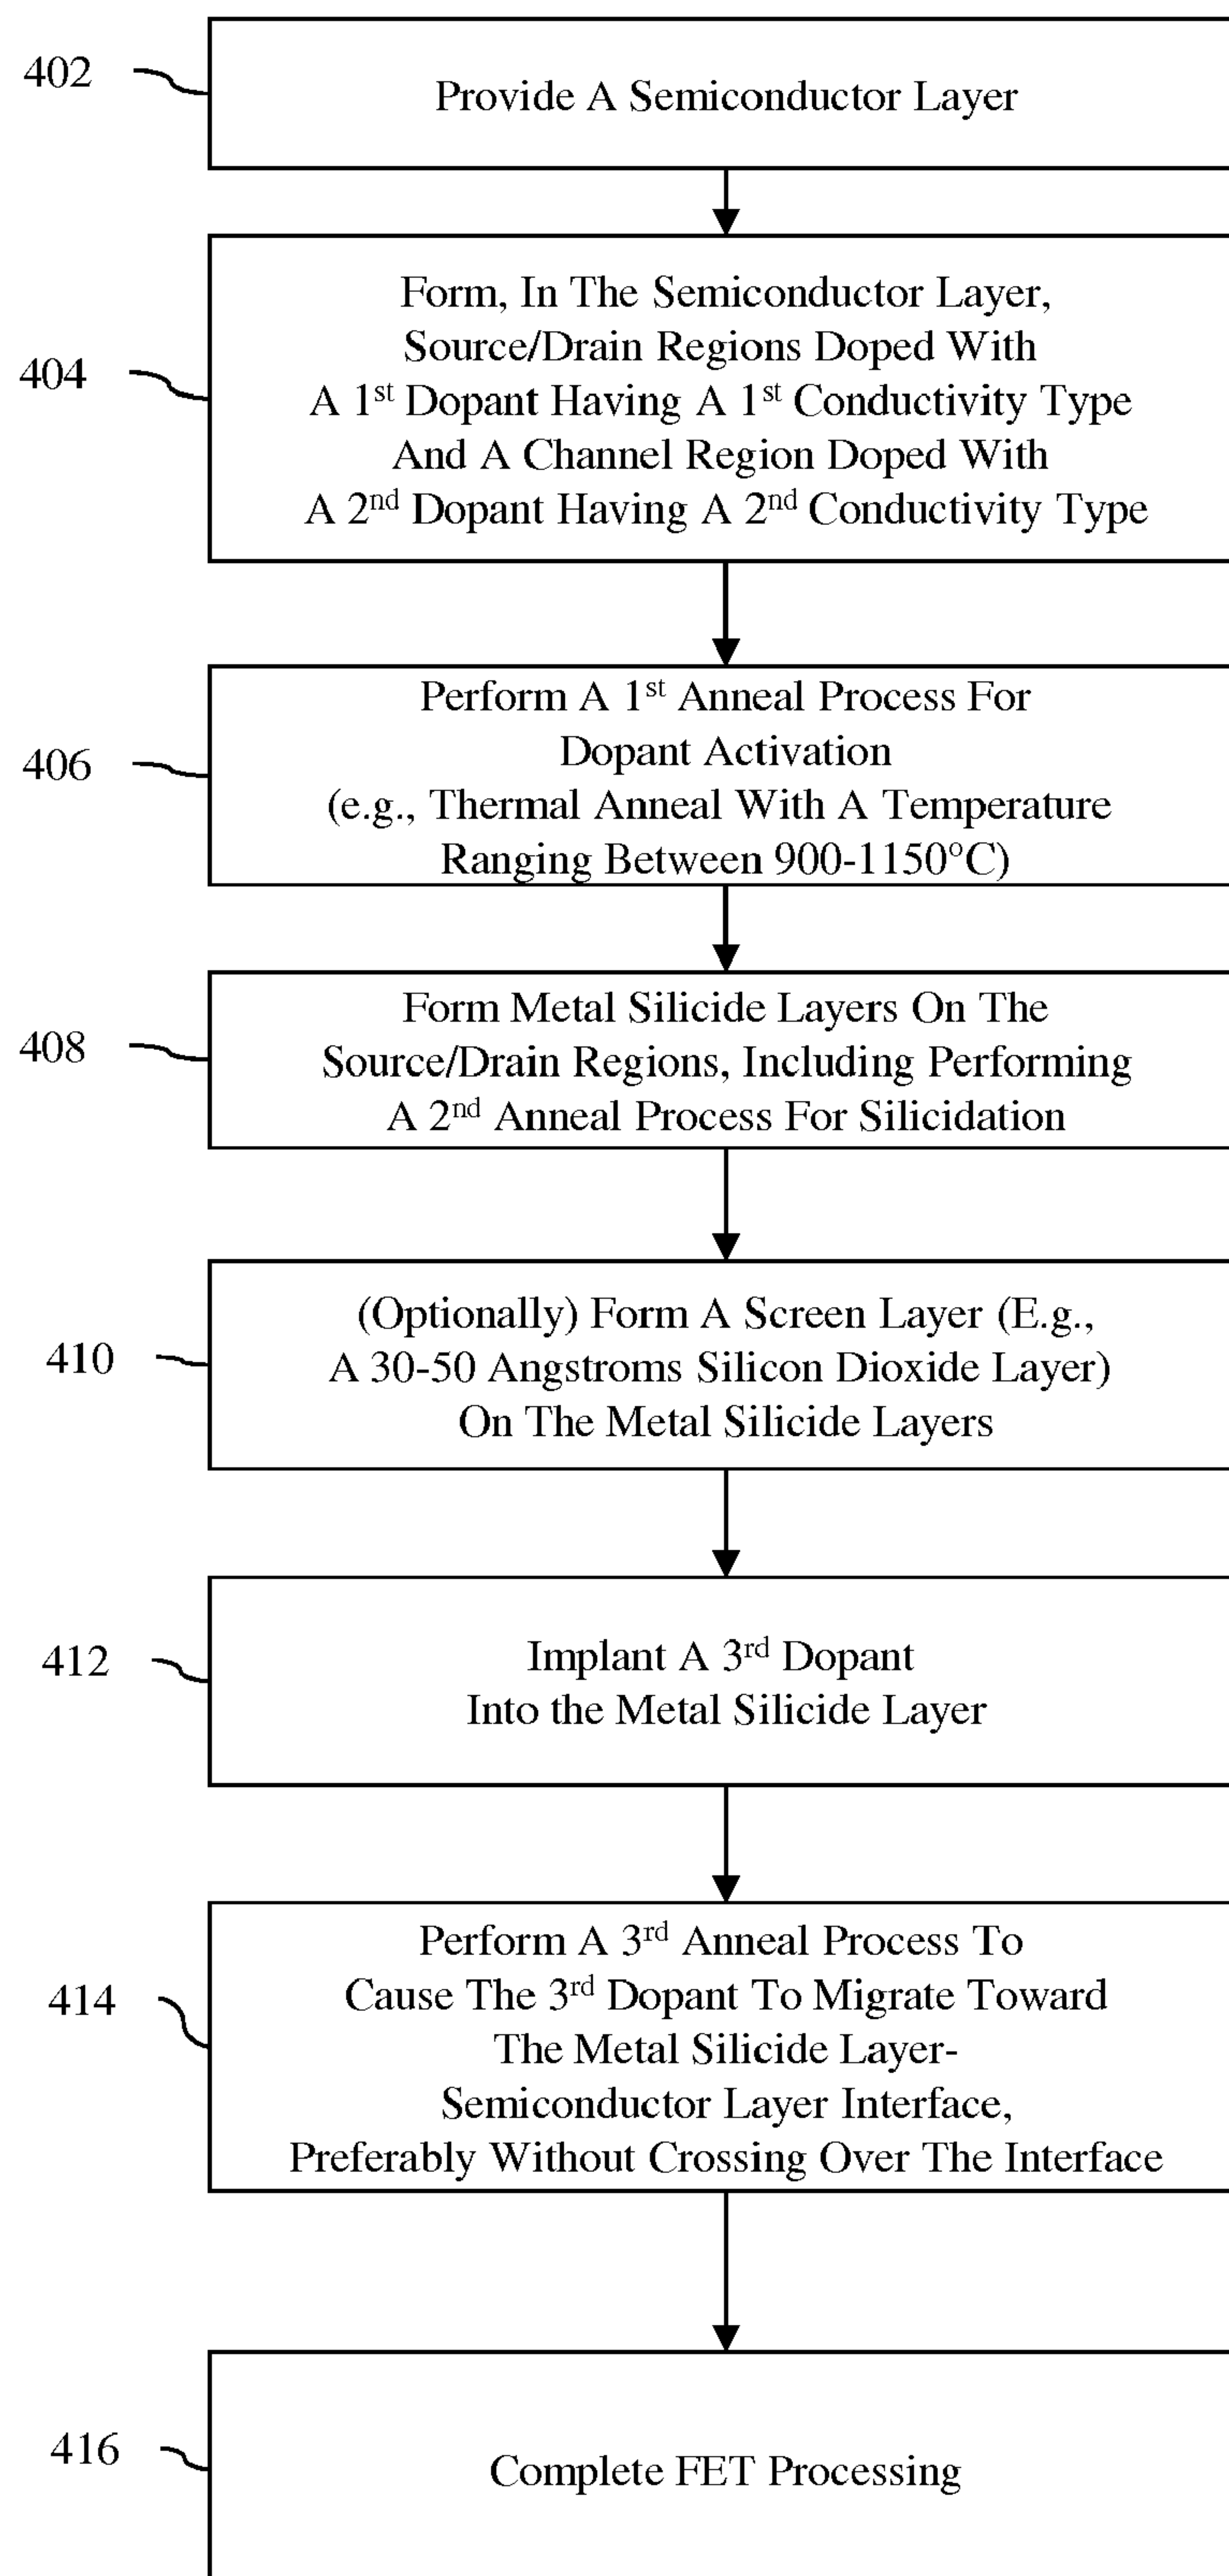 402
Provide A Semiconductor Layer
404
Form, In The Semiconductor Layer,
Source/Drain Regions Doped With
A 1st Dopant Having A 1st Conductivity Type
And A Channel Region Doped With
A 2nd Dopant Having A 2nd Conductivity Type
406
Perform A 1st Anneal Process For
Dopant Activation
(e.g., Thermal Anneal With A Temperature
Ranging Between 900-1150°C)
408
Form Metal Silicide Layers On The
Source/Drain Regions, Including Performing
A 2nd Anneal Process For Silicidation
410
(Optionally) Form A Screen Layer (E.g.,
A 30-50 Angstroms Silicon Dioxide Layer)
On The Metal Silicide Layers
412
Implant A 3rd Dopant
Into the Metal Silicide Layer
414
Perform A 3rd Anneal Process To
Cause The 3rd Dopant To Migrate Toward
The Metal Silicide Layer-
Semiconductor Layer Interface,
Preferably Without Crossing Over The Interface
416
Complete FET Processing